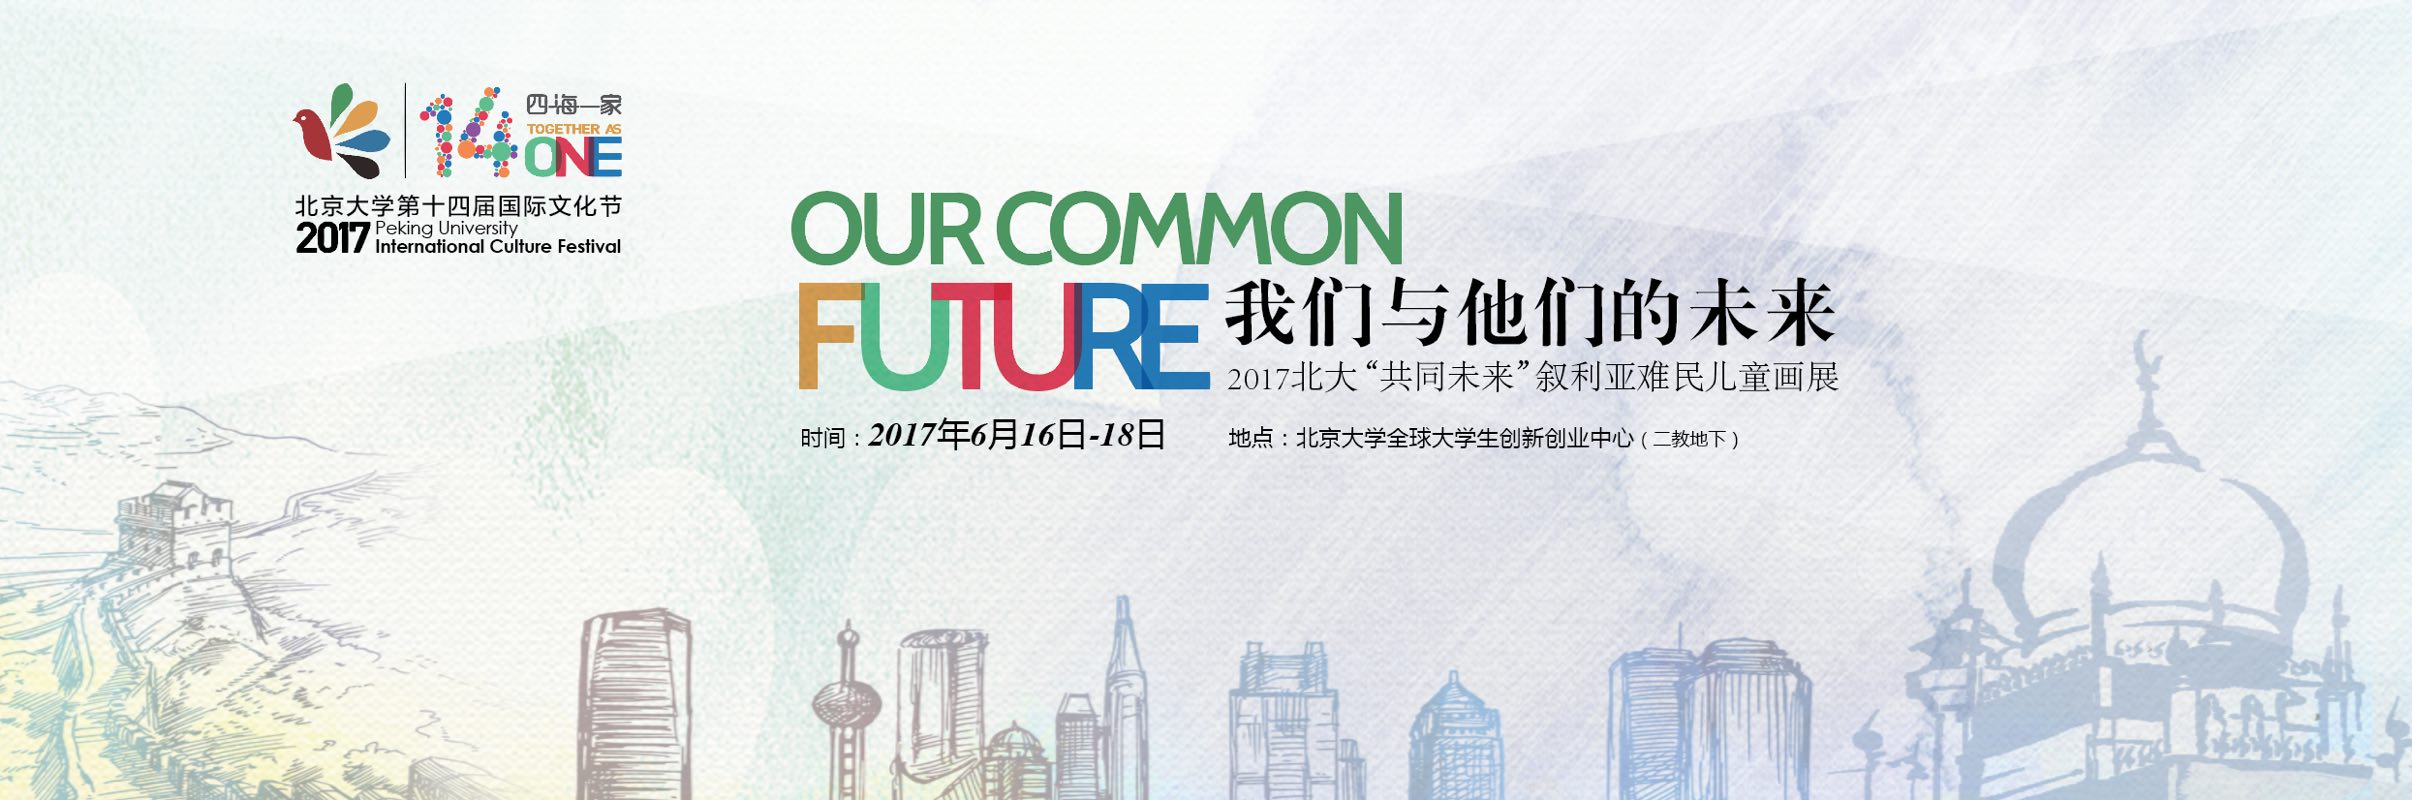 14
四海一家
TOGETHER AS
ONE
北京大学第十四届国际文化节
2017 Peking University
International Culture Festival
OUR COMMON
FUTURE 我们与他们的未来
2017北大“共同未来”叙利亚难民儿童画展
时间：2017年6月16日-18日 地点：北京大学全球大学生创新创业中心（二教地下）